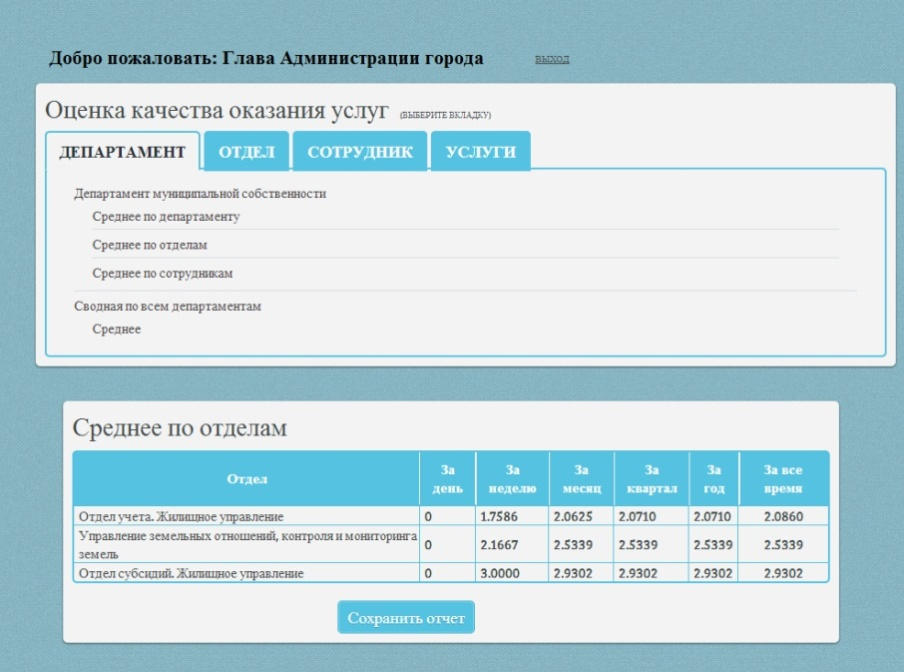 Добро пожаловать: Глава Администрации города выход
Оценка качества оказания услуг (ВЫБЕРИТЕ ВКЛАДКУ)
ДЕПАРТАМЕНТ ОТДЕЛ СОТРУДНИК УСЛУГИ
Департамент муниципальной собственности
Среднее по департаменту
Среднее по отделам
Среднее по сотрудникам
Сводная по всем департаментам
Среднее
Среднее по отделам
Отдел За день За неделю За месяц За квартал За год За все время
Отдел учета. Жилищное управление 0 1.7586 2.0625 2.0710 2.0710 2.0860
Управление земельных отношений, контроля и мониторинга
земель 0 2.1667 2.5339 2.5339 2.5339 2.5339
Отдел субсидий. Жилищное управление 0 3.0000 2.9302 2.9302 2.9302 2.9302
Сохранить отчет